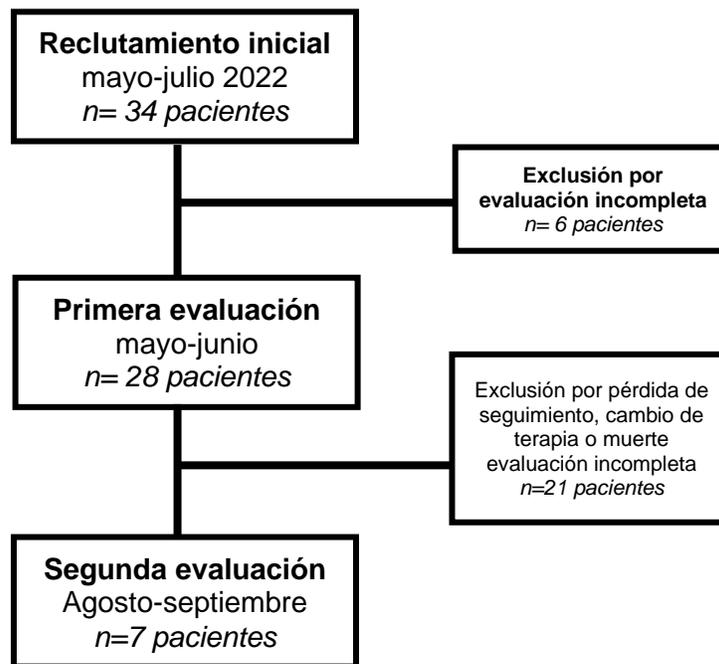 Reclutamiento inicial
mayo-julio 2022
n= 34 pacientes
Exclusión por
evaluación incompleta
n= 6 pacientes
Primera evaluación
mayo-junio
n= 28 pacientes
Exclusión por pérdida de
seguimiento, cambio de
terapia o muerte
evaluación incompleta
n=21 pacientes
Segunda evaluación
Agosto-septiembre
n=7 pacientes